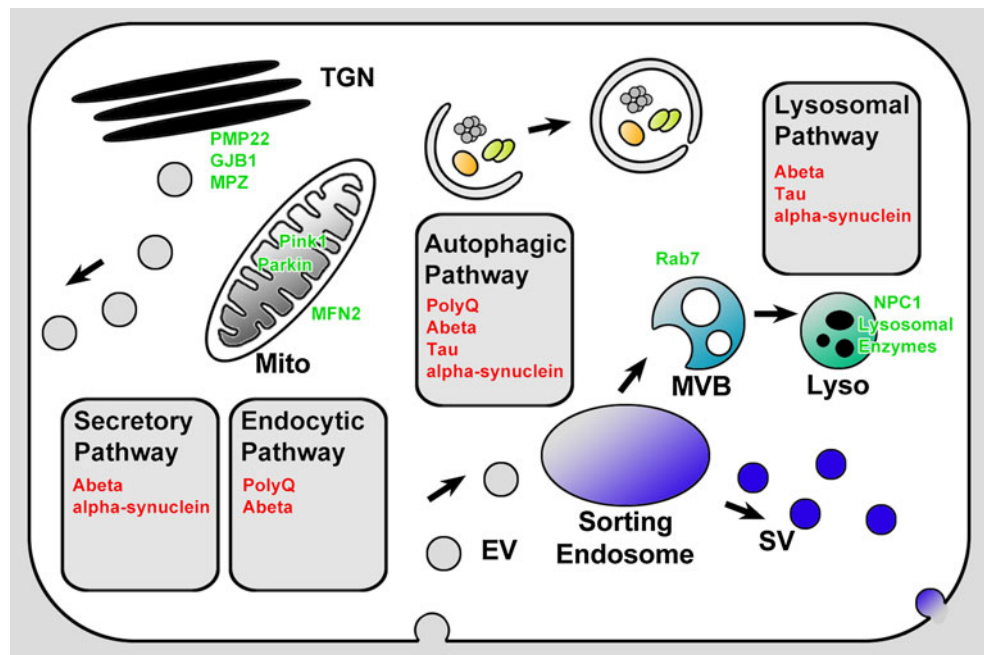 TGN
PMP22
GJB1
MPZ
Pink1
Parkin
MFN2
Mito
Lysosomal
Pathway
Abeta
Tau
alpha-synuclein
Autophagic
Pathway
PolyQ
Abeta
Tau
alpha-synuclein
Rab7
MVB
NPC1
Lysosomal
Enzymes
Lyso
Secretory
Pathway
Abeta
alpha-synuclein
Endocytic
Pathway
PolyQ
Abeta
EV
Sorting
Endosome
SV